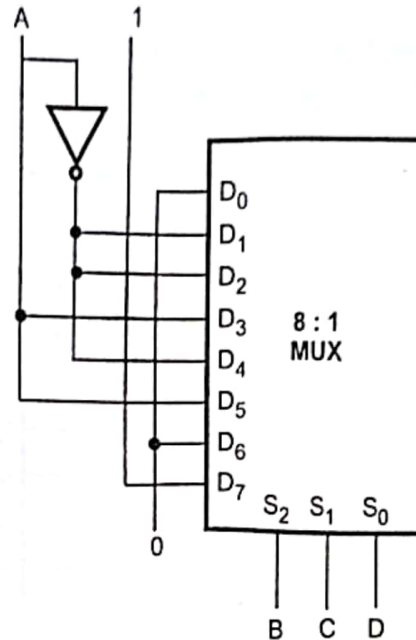 A 1
D₀
D₁
D₂
D₃
8 : 1
MUX
D₄
D₅
D₆
D₇
S₂ S₁ S₀
0
B C D